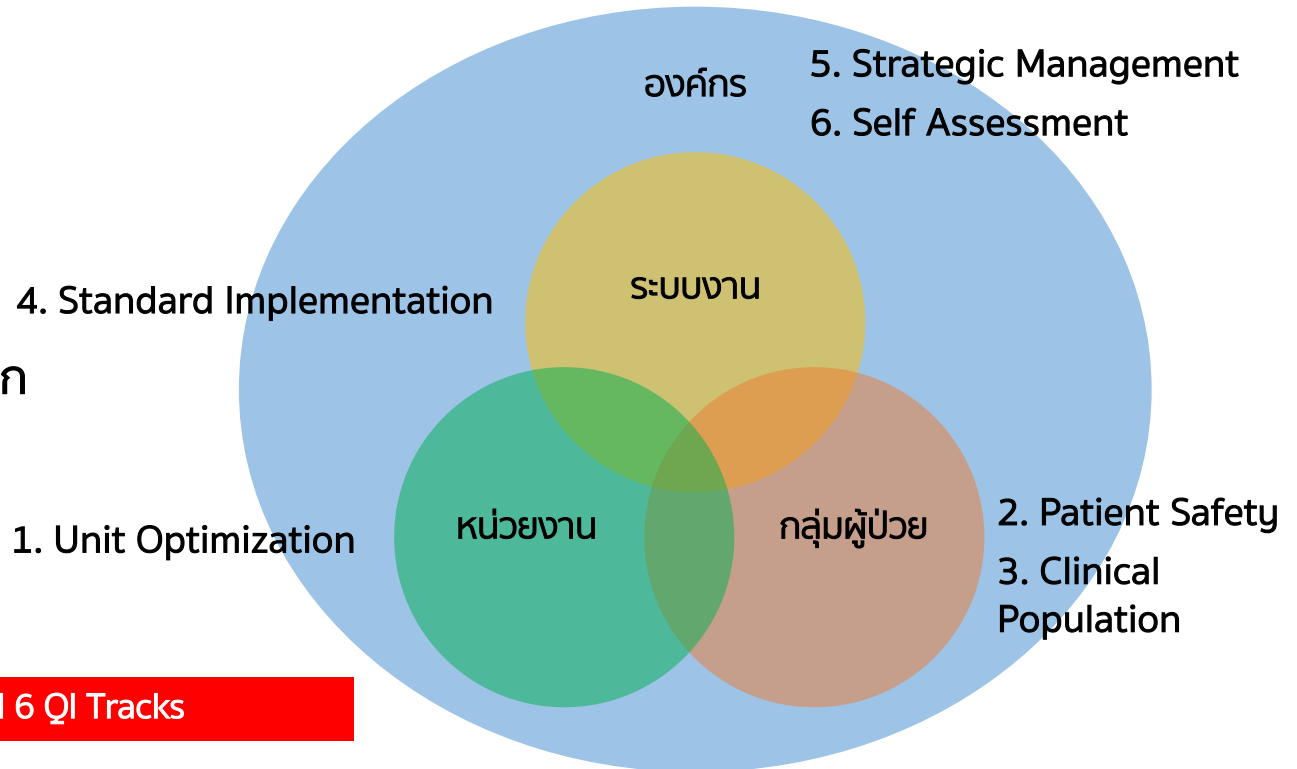 องค์กร
5. Strategic Management
6. Self Assessment
ระบบงาน
4. Standard Implementation
ก
หน่วยงาน
กลุ่มผู้ป่วย
1. Unit Optimization
2. Patient Safety
3. Clinical
Population
6 QI Tracks